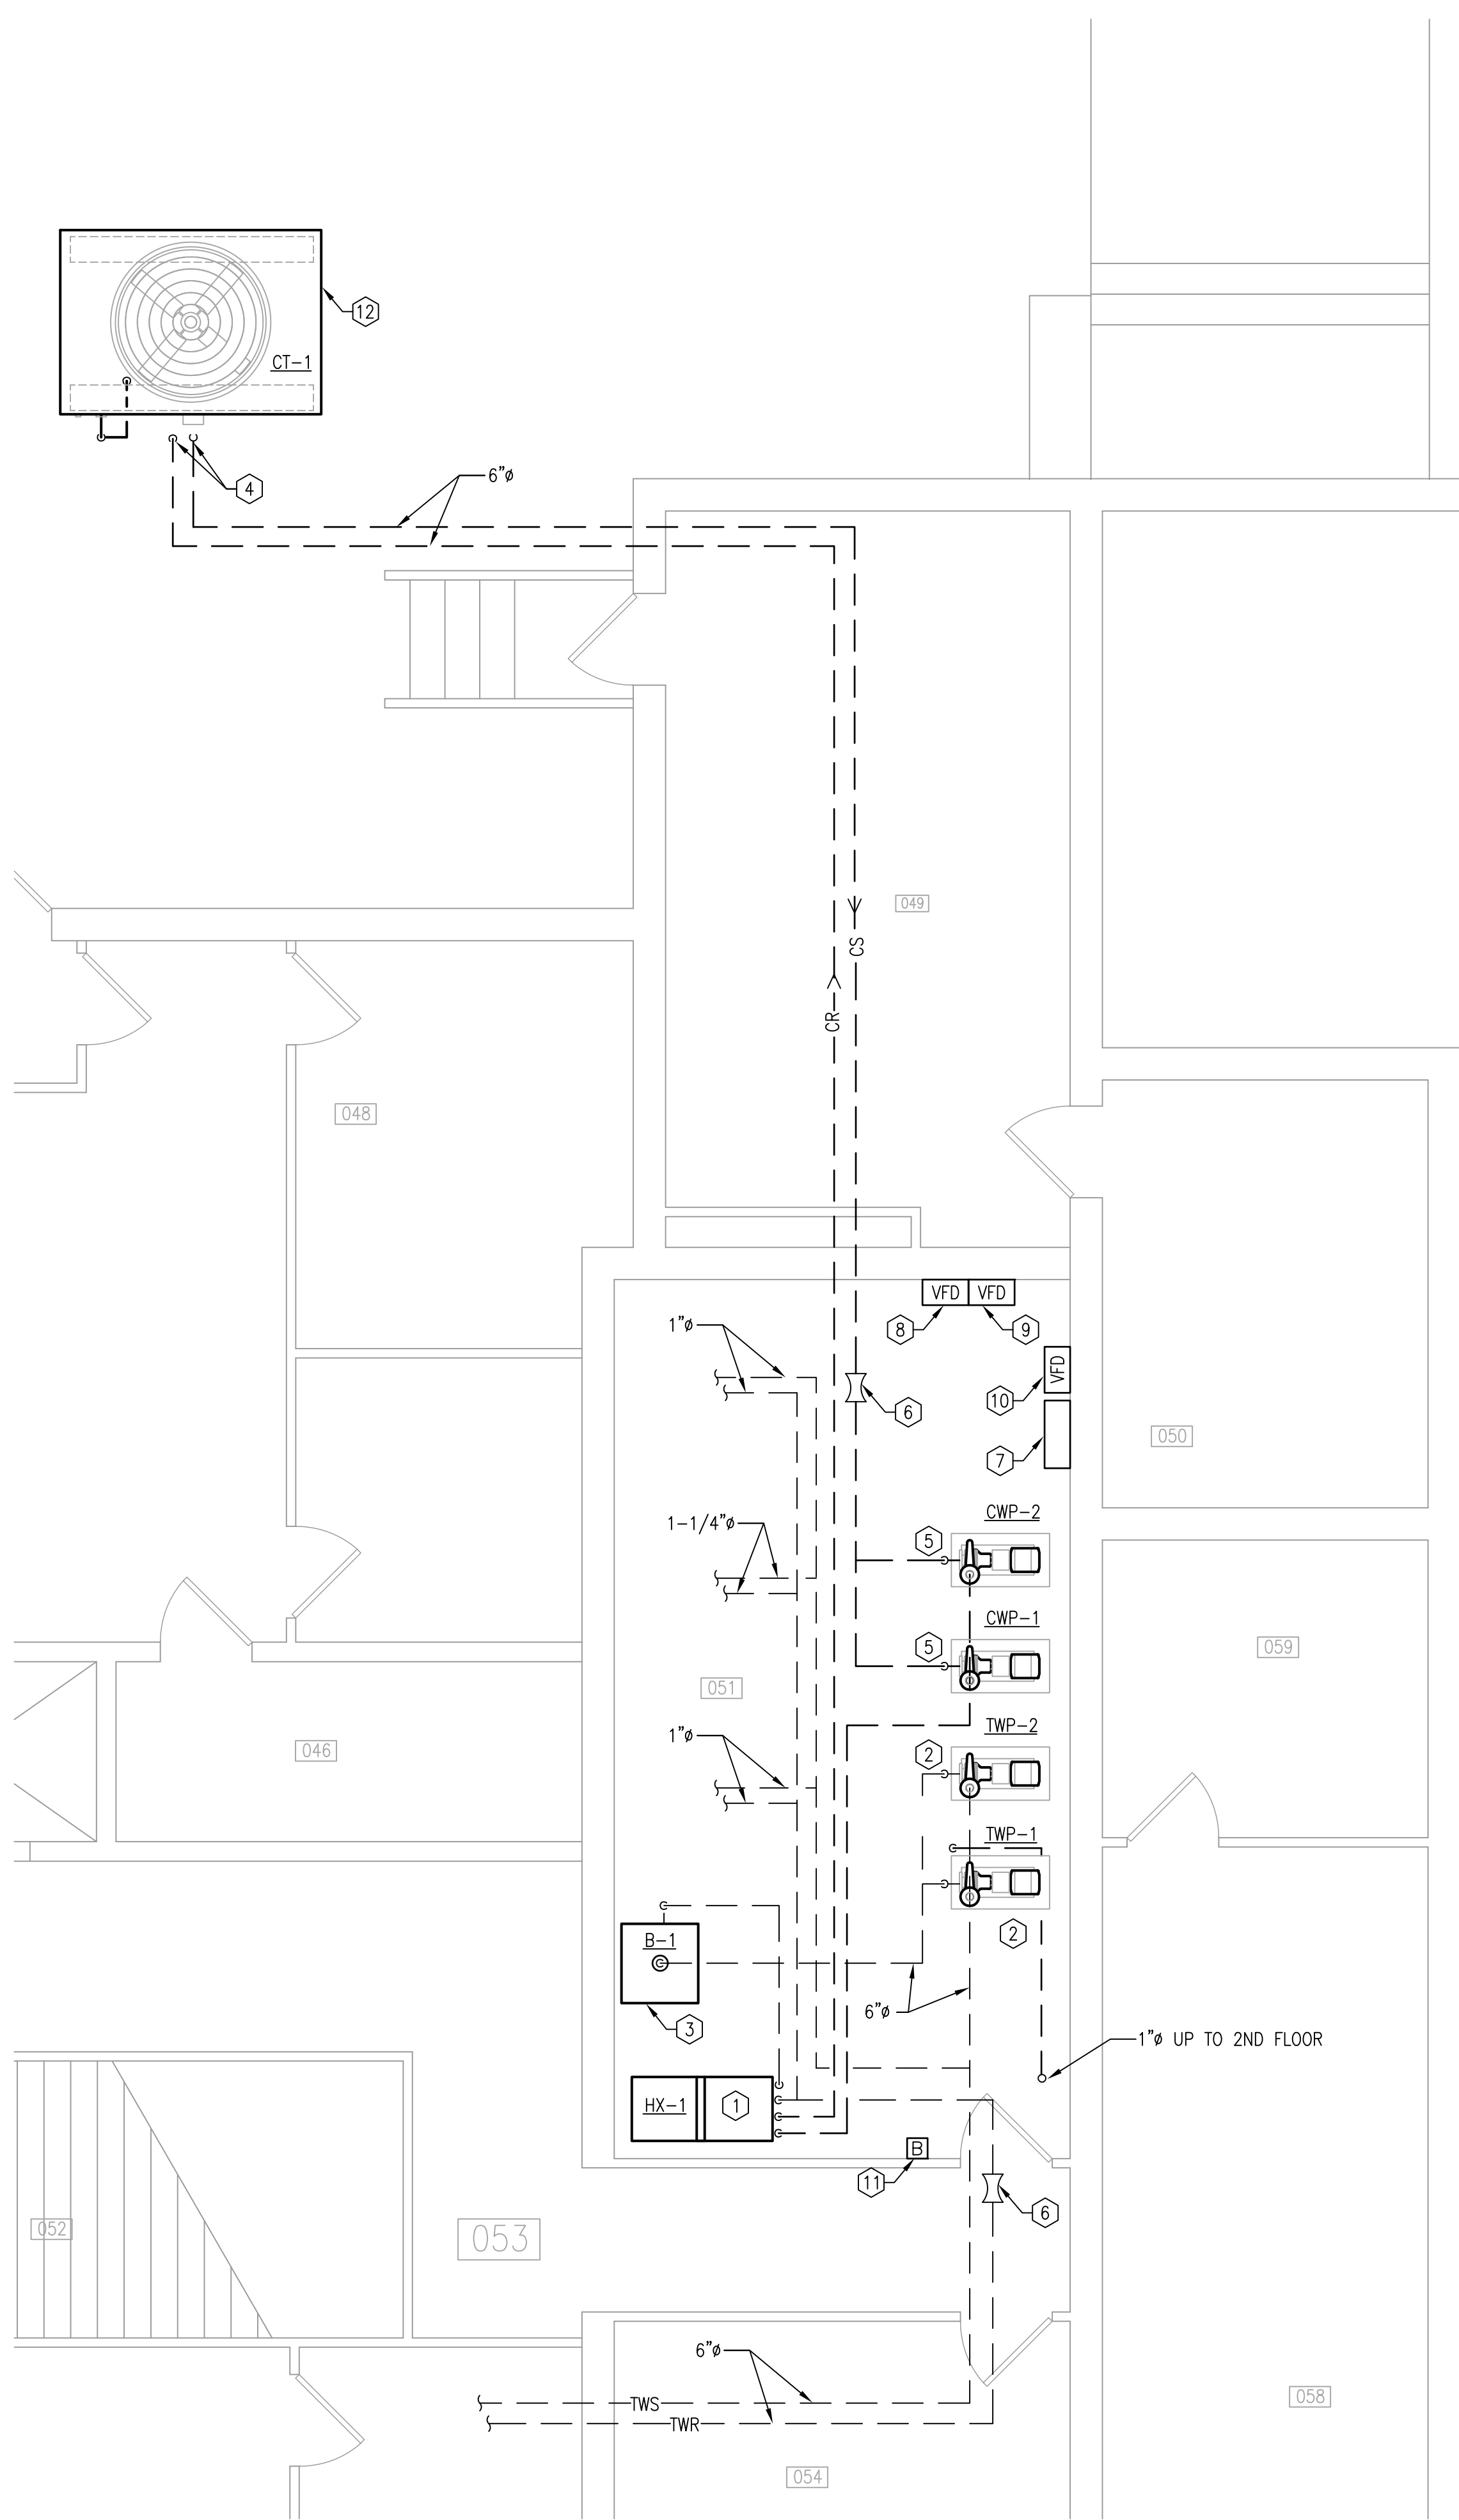 12
CT-1
4
6"ø
049
CS
CR
048
VFD VFD
1"ø
8
9
VFD
10
6
050
7
CWP-2
1-1/4"ø
5
CWP-1
5
059
051
TWP-2
1"ø
2
046
TWP-1
B-1
2
6"ø
3
1"ø UP TO 2ND FLOOR
HX-1
1
B
11
6
052
053
6"ø
TWS
058
TWR
054